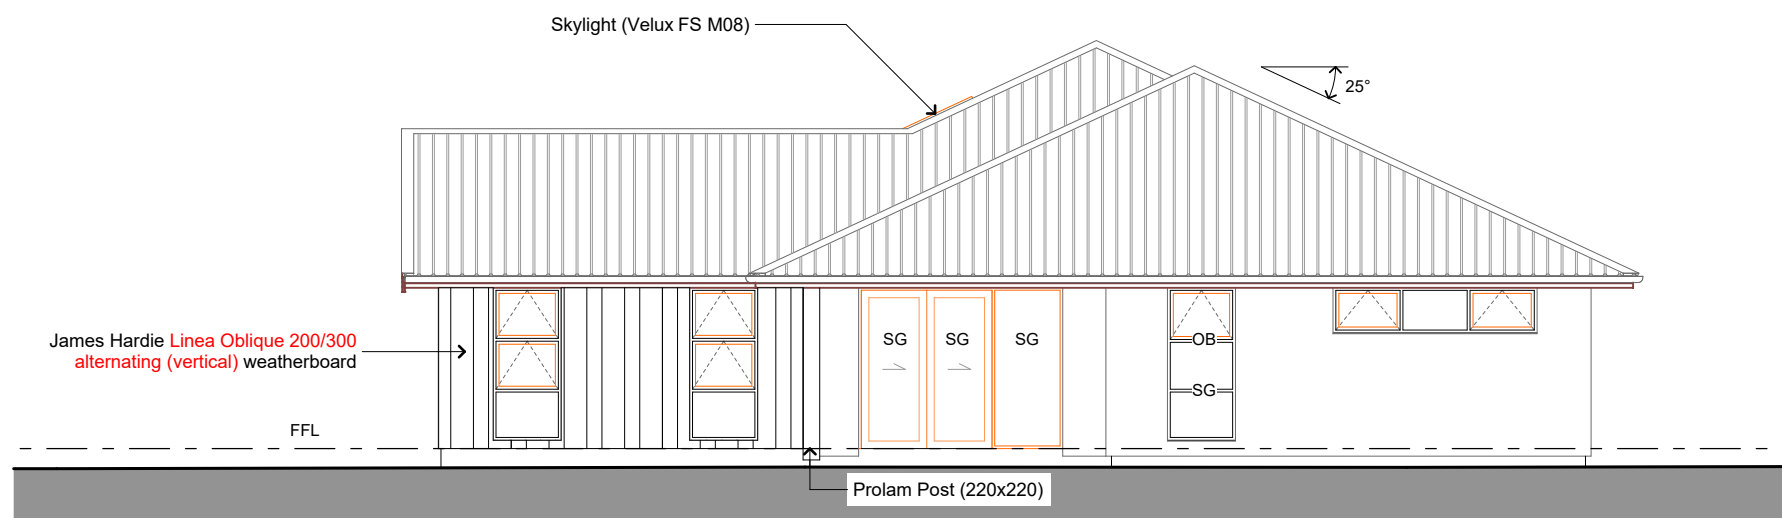 Skylight (Velux FS M08)
25°
James Hardie Linea Oblique 200/300
alternating (vertical) weatherboard
SG
SG
SG
OB
SG
FFL
Prolam Post (220x220)